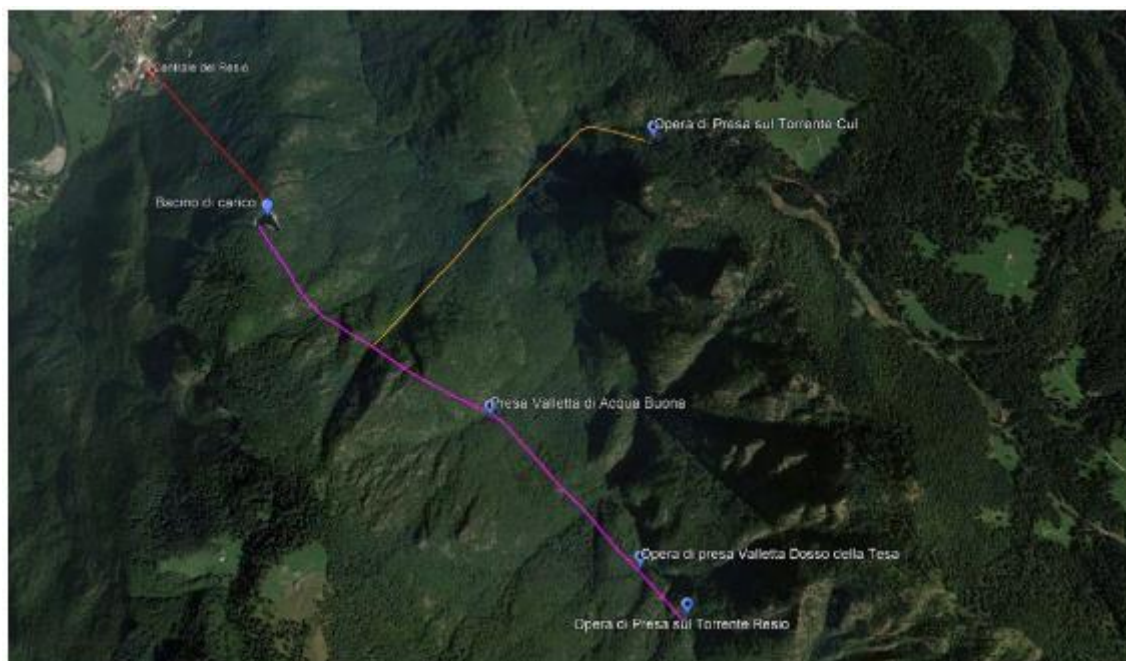 Centrale del Resio
Opera di Presa sul Torrente Cul
Bacino di carico
Presa Valletta di Acqua Buona
Opera di presa Valletta Dosso della Tesa
Opera di Presa sul Torrente Resio